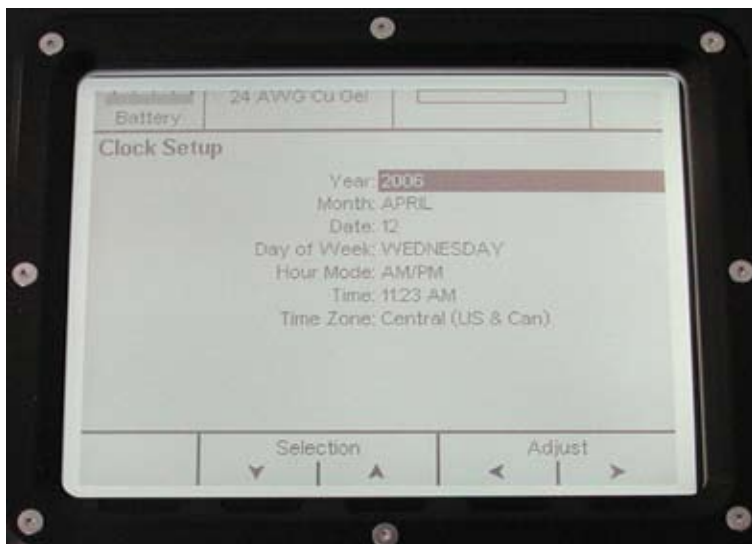 24 AWG Cu Gel
Battery
Clock Setup
Year: 2006
Month: APRIL
Date: 12
Day of Week: WEDNESDAY
Hour Mode: AM/PM
Time: 11:23 AM
Time Zone: Central (US & Can)
Selection Adjust